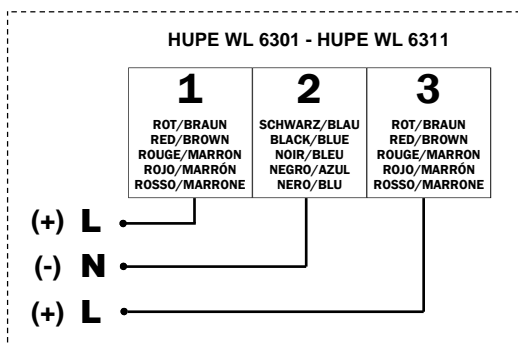 HUPE WL 6301 - HUPE WL 6311
1 2 3
ROT/BRAUN SCHWARZ/BLAU ROT/BRAUN
RED/BROWN BLACK/BLUE RED/BROWN
ROUGE/MARRON NOIR/BLEU ROUGE/MARRON
ROJO/MARRÓN NEGRO/AZUL ROJO/MARRÓN
ROSSO/MARRONE NERO/BLU ROSSO/MARRONE
(+) L
(-) N
(+) L